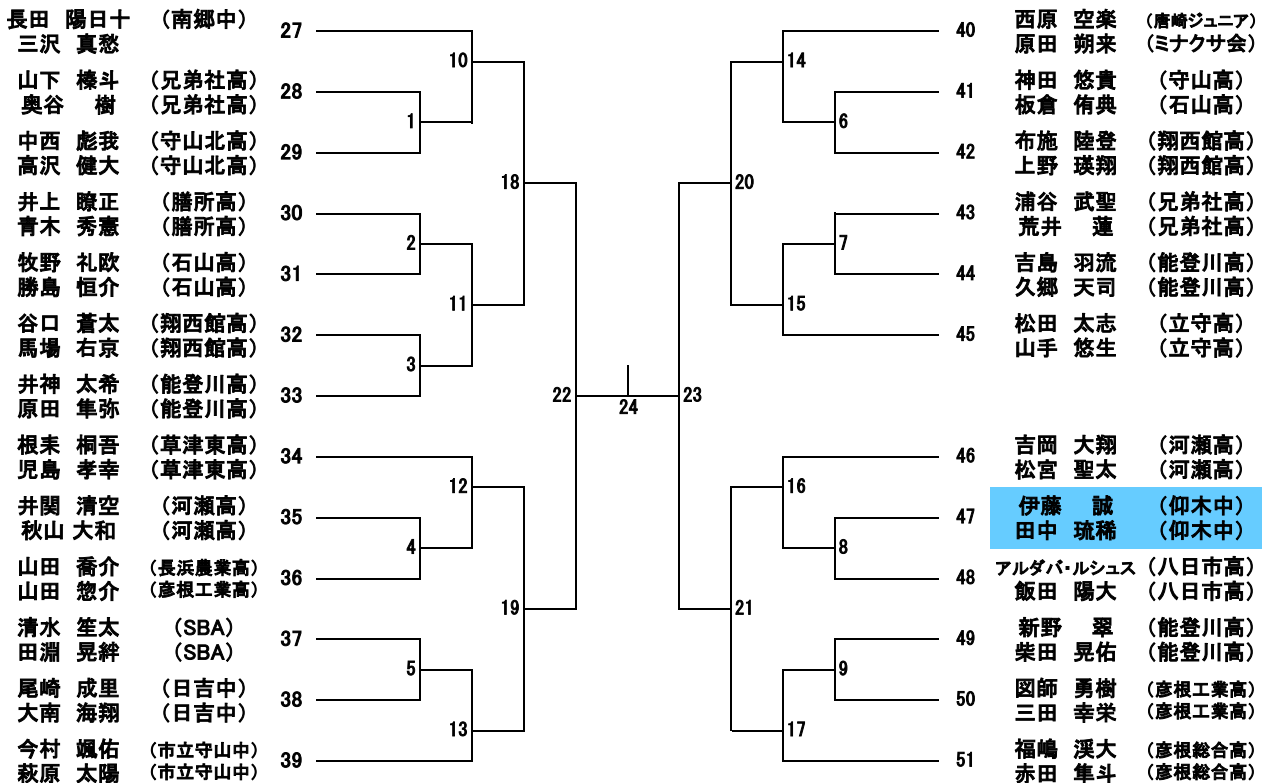 長田 陽日十 (南郷中)
三沢 真愁
27
山下 榛斗 (兄弟社高)
奥谷 樹 (兄弟社高)
28
中西 彪我 (守山北高)
高沢 健大 (守山北高)
29
井上 瞭正 (膳所高)
青木 秀憲 (膳所高)
30
牧野 礼欧 (石山高)
勝島 恒介 (石山高)
31
谷口 蒼太 (翔西館高)
馬場 右京 (翔西館高)
32
井神 太希 (能登川高)
原田 隼弥 (能登川高)
33
根来 桐吾 (草津東高)
児島 孝幸 (草津東高)
34
井関 清空 (河瀬高)
秋山 大和 (河瀬高)
35
山田 喬介 (長浜農業高)
山田 惣介 (彦根工業高)
36
清水 笙太 (SBA)
田淵 晃絆 (SBA)
37
尾崎 成里 (日吉中)
大南 海翔 (日吉中)
38
今村 颯佑 (市立守山中)
萩原 太陽 (市立守山中)
39
10
1
18
2
11
3
22
12
4
19
5
13
24
23
14
6
20
7
15
16
8
21
9
17
40
西原 空楽 (唐崎ジュニア)
原田 朔来 (ミナクサ会)
41
神田 悠貴 (守山高)
板倉 侑典 (石山高)
42
布施 陸登 (翔西館高)
上野 瑛翔 (翔西館高)
43
浦谷 武聖 (兄弟社高)
荒井 蓮 (兄弟社高)
44
吉島 羽流 (能登川高)
久郷 天司 (能登川高)
45
松田 太志 (立守高)
山手 悠生 (立守高)
46
吉岡 大翔 (河瀬高)
松宮 聖太 (河瀬高)
47
伊藤 誠 (仰木中)
田中 琉稀 (仰木中)
48
アルダバ・ルシュス (八日市高)
飯田 陽大 (八日市高)
49
新野 翠 (能登川高)
柴田 晃佑 (能登川高)
50
図師 勇樹 (彦根工業高)
三田 幸栄 (彦根工業高)
51
福嶋 渓大 (彦根総合高)
赤田 隼斗 (彦根総合高)